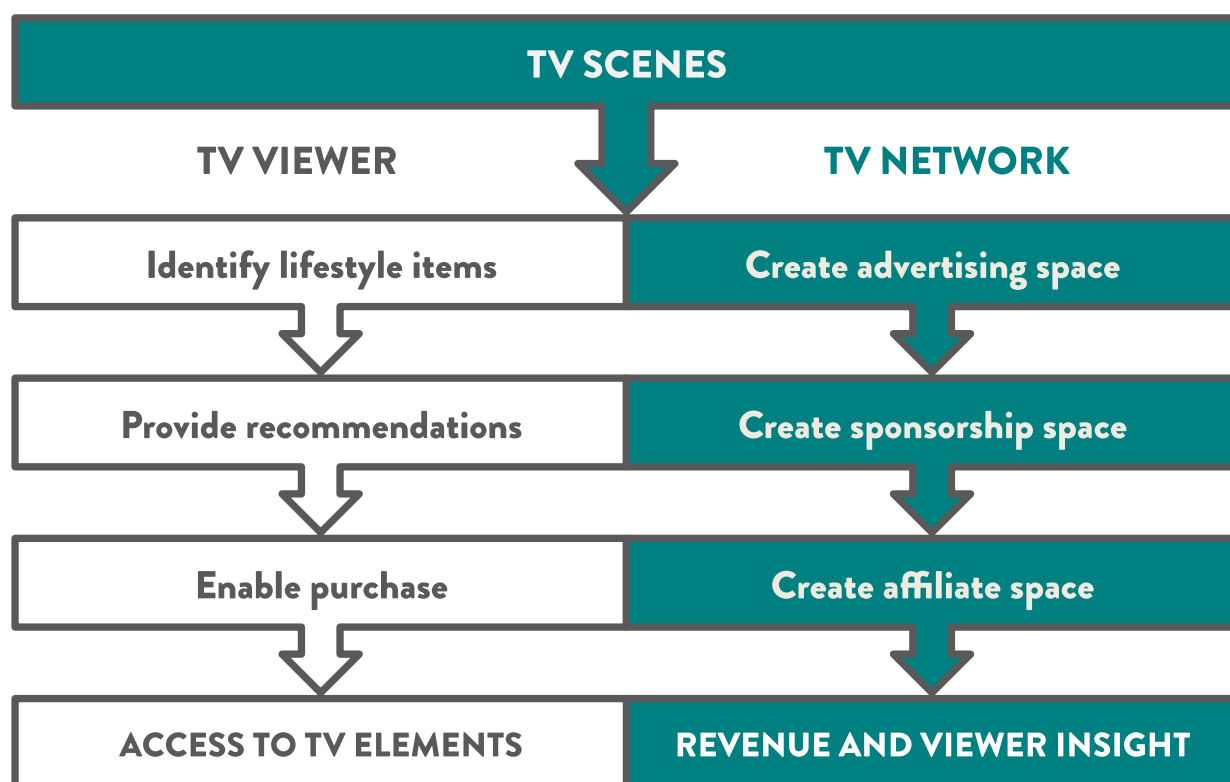 TV SCENES
TV VIEWER
TV NETWORK
Identify lifestyle items
Create advertising space
Provide recommendations
Create sponsorship space
Enable purchase
Create affiliate space
ACCESS TO TV ELEMENTS
REVENUE AND VIEWER INSIGHT